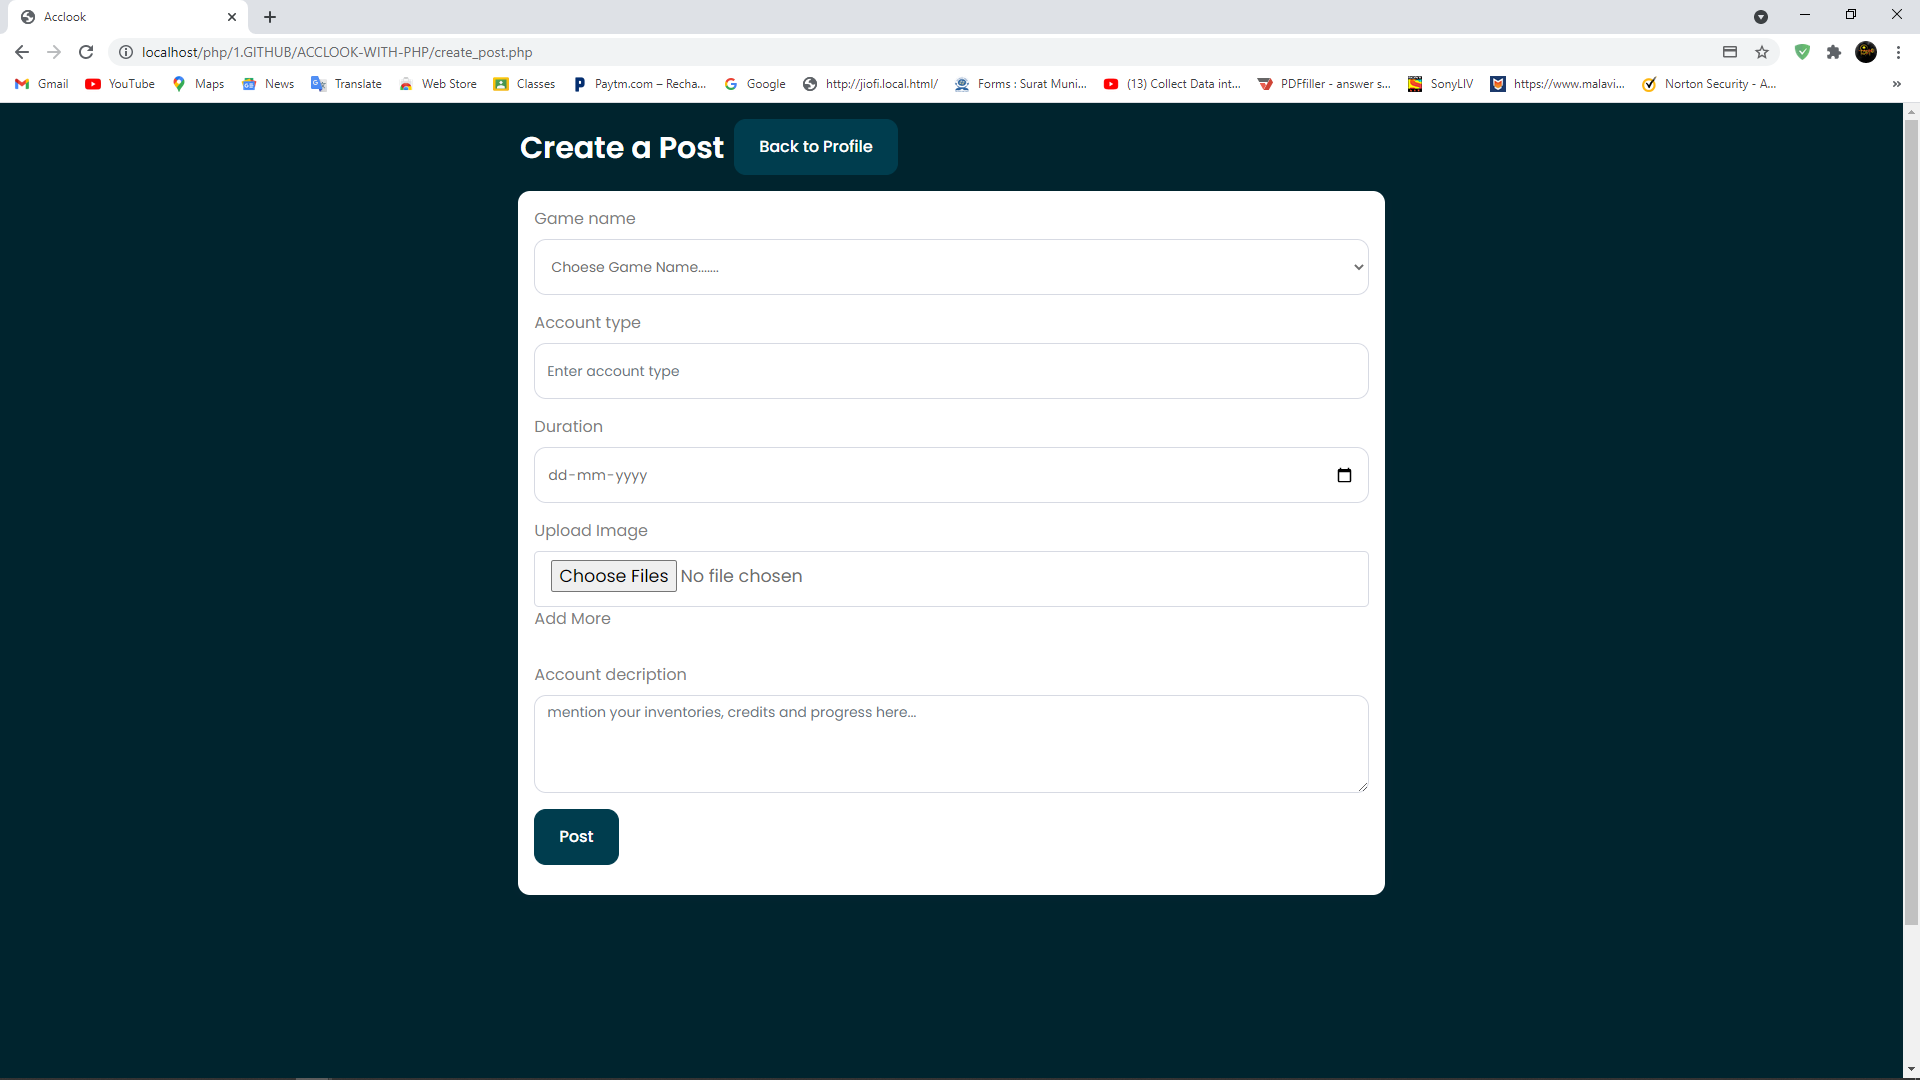 Acclook
localhost/php/1.GITHUB/ACCLOOK-WITH-PHP/create_post.php
Gmail YouTube Maps News Translate Web Store Classes Paytm.com – Recha... Google http://jiofi.local.html/ Forms : Surat Muni... (13) Collect Data int... PDFfiller - answer s... SonyLIV https://www.malavi... Norton Security - A... »
Create a Post Back to Profile
Game name
Choese Game Name.......
Account type
Enter account type
Duration
dd-mm-yyyy
Upload Image
Choose Files No file chosen
Add More
Account decription
mention your inventories, credits and progress here...
Post